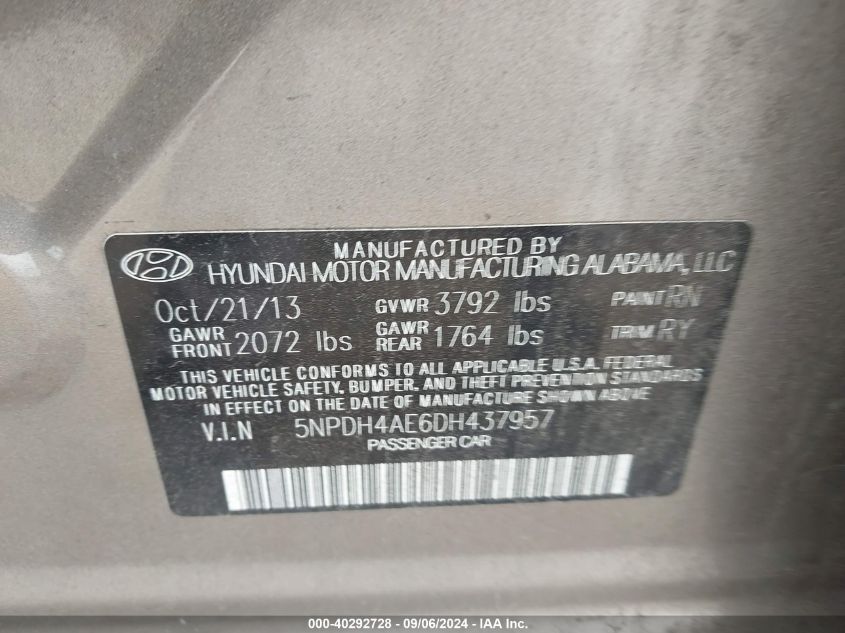 MANUFACTURED BY
HYUNDAI MOTOR MANUFACTURING ALABAMA, LLC
Oct/21/13 GVWR 3792 lbs PAINT RN
GAWR FRONT 2072 lbs GAWR REAR 1764 lbs TRIM RY
THIS VEHICLE CONFORMS TO ALL APPLICABLE U.S.A. FEDERAL
MOTOR VEHICLE SAFETY, BUMPER, AND THEFT PREVENTION STANDARDS
IN EFFECT ON THE DATE OF MANUFACTURE SHOWN ABOVE
V.I.N 5NPDH4AE6DH437957
PASSENGER CAR
000-40292728 - 09/06/2024 - © IAA, Inc.